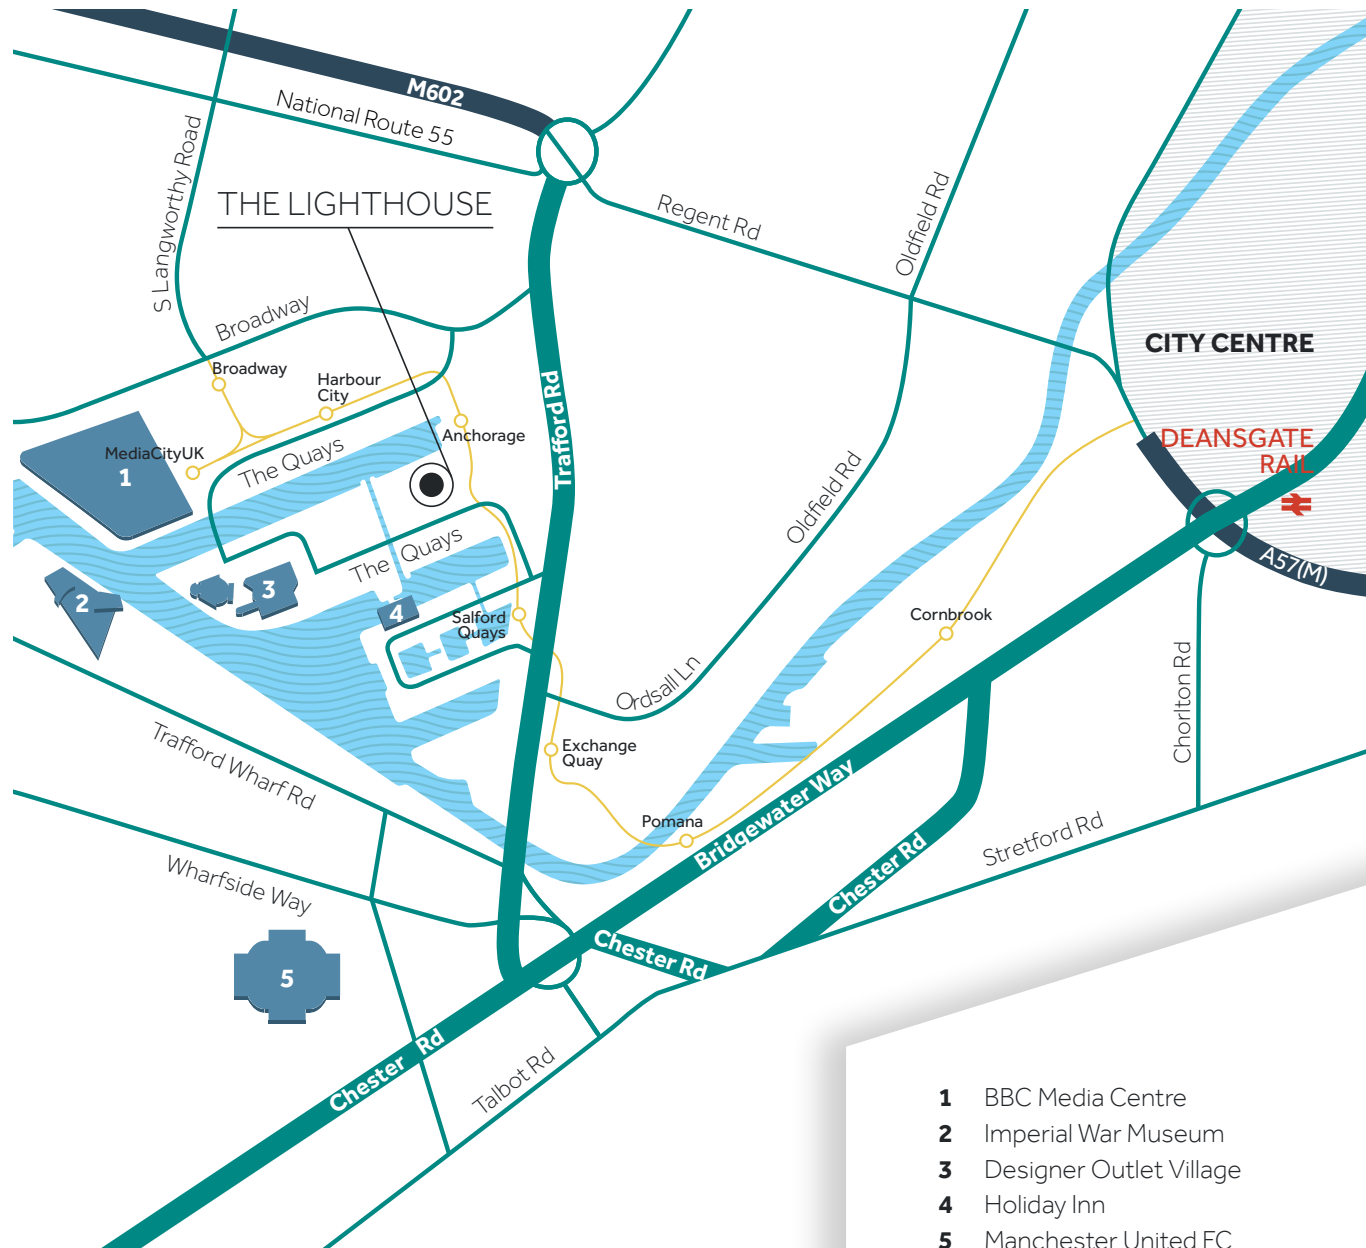 M602
National Route 55
S Langworthy Road
THE LIGHTHOUSE
Regent Rd
Oldfield Rd
Broadway
Broadway
Harbour
City
CITY CENTRE
Trafford Rd
Anchorage
DEANSGATE
RAIL
MediaCityUK
The Quays
1
Oldfield Rd
The Quays
A57(M)
3
2
4
Salford
Quays
Cornbrook
Ordsall Ln
Chorlton Rd
Exchange
Quay
Trafford Wharf Rd
Pomana
Bridgewater Way
Stretford Rd
Chester Rd
Wharfside Way
Chester Rd
5
Chester Rd
Talbot Rd
1 BBC Media Centre
2 Imperial War Museum
3 Designer Outlet Village
4 Holiday Inn
5 Manchester United FC